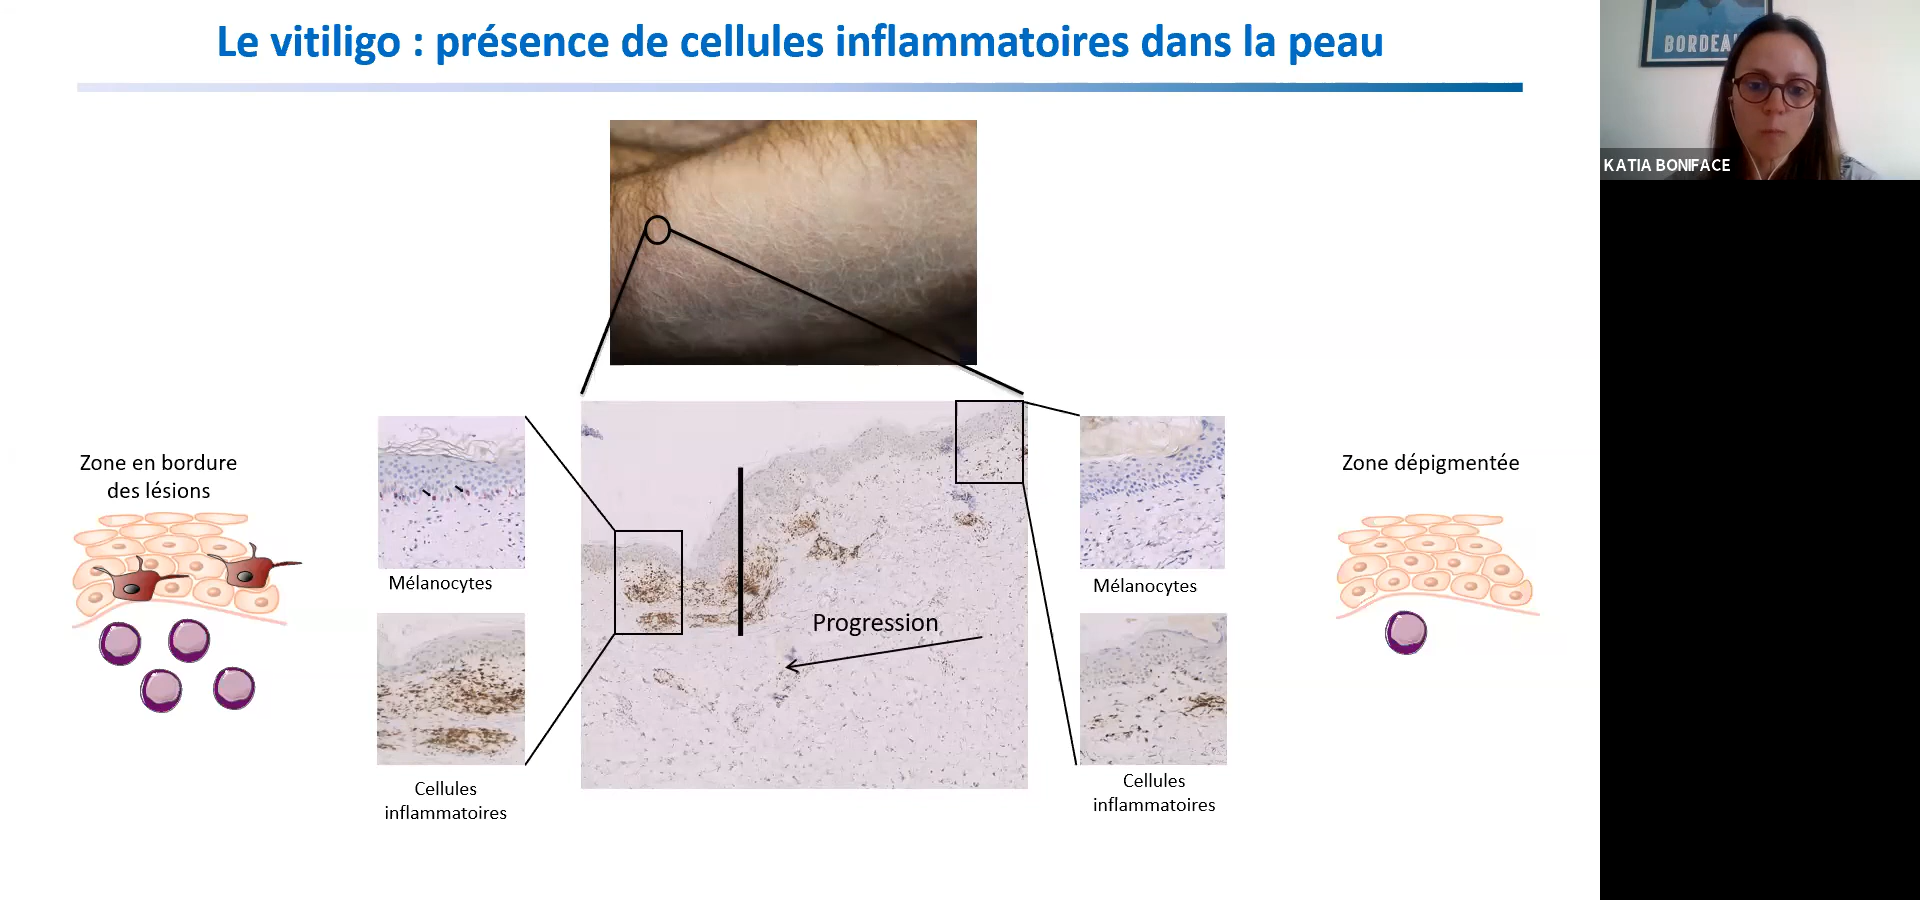 Le vitiligo : présence de cellules inflammatoires dans la peau
KATIA BONIFACE
Zone en bordure
des lésions
Mélanocytes
Cellules
inflammatoires
Progression
Mélanocytes
Cellules
inflammatoires
Zone dépigmentée